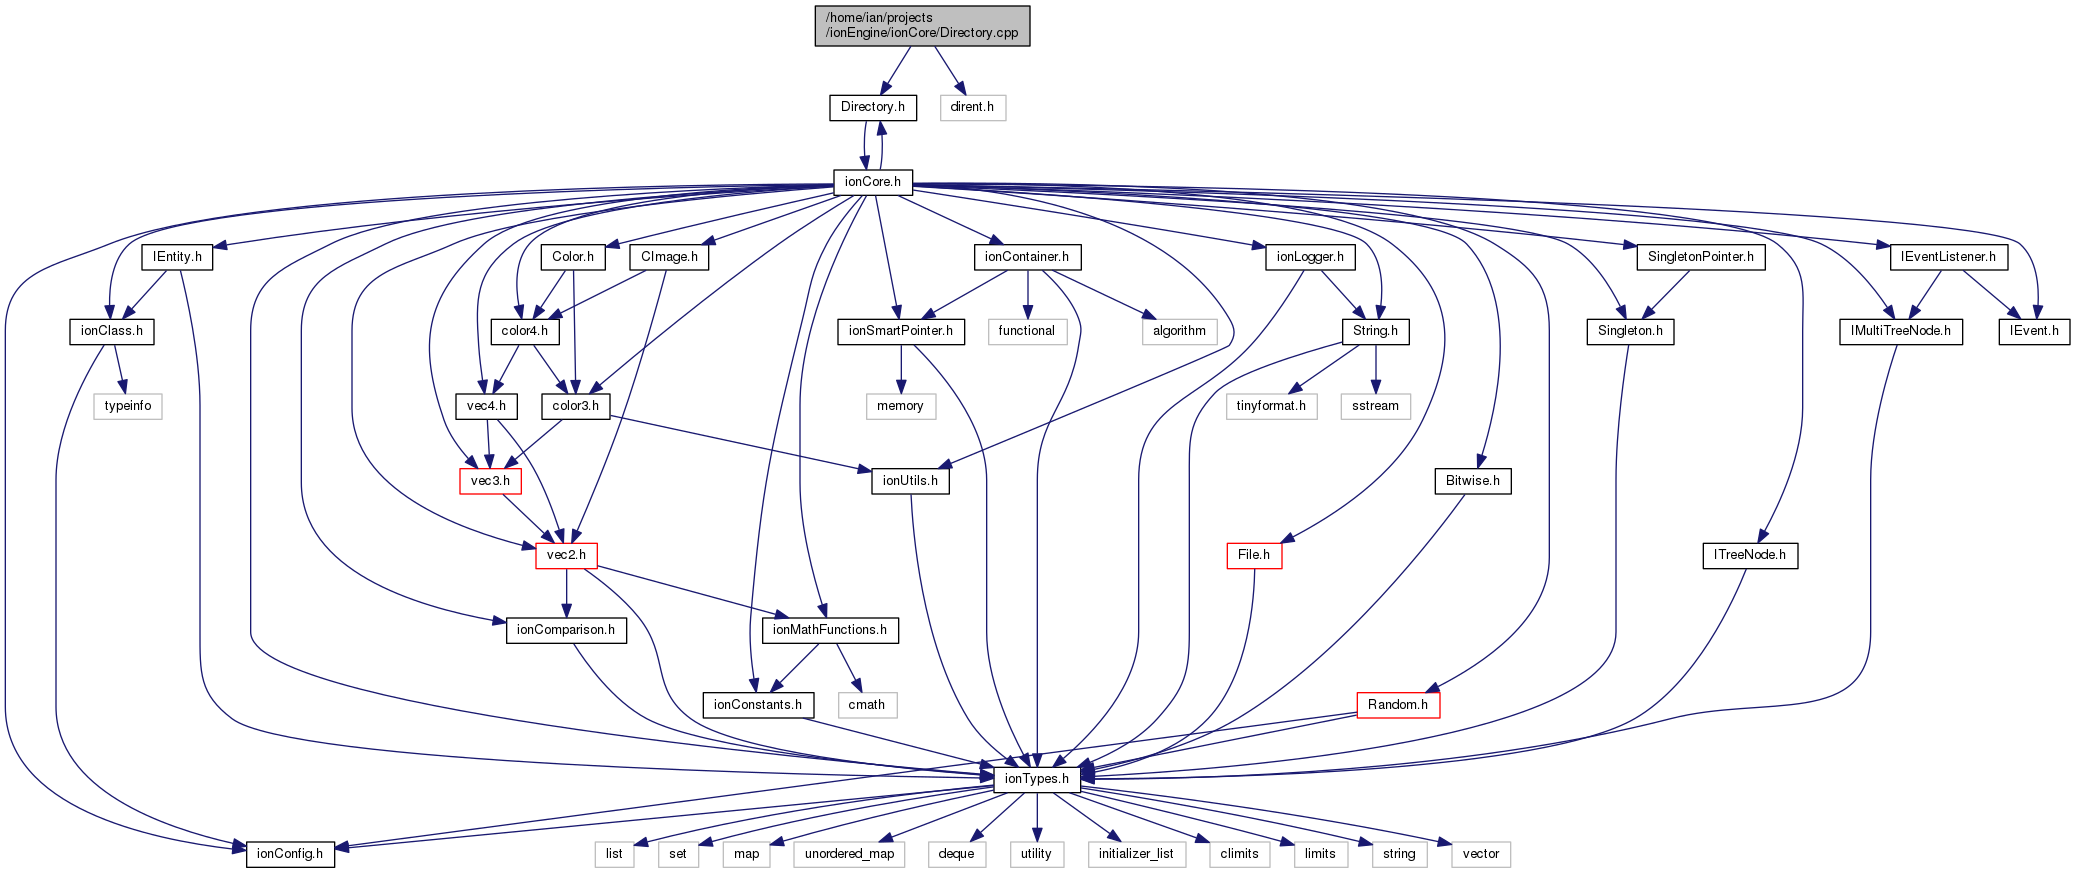 /home/ian/projects
/ionEngine/ionCore/Directory.cpp
Directory.h
dirent.h
ionCore.h
IEntity.h
Color.h
CImage.h
ionContainer.h
ionLogger.h
SingletonPointer.h
IEventListener.h
ionClass.h
color4.h
ionSmartPointer.h
functional
algorithm
String.h
Singleton.h
IMultiTreeNode.h
IEvent.h
typeinfo
vec4.h
color3.h
memory
tinyformat.h
sstream
vec3.h
ionUtils.h
Bitwise.h
vec2.h
File.h
ITreeNode.h
ionComparison.h
ionMathFunctions.h
ionConstants.h
cmath
Random.h
ionTypes.h
ionConfig.h
list
set
map
unordered_map
deque
utility
initializer_list
climits
limits
string
vector